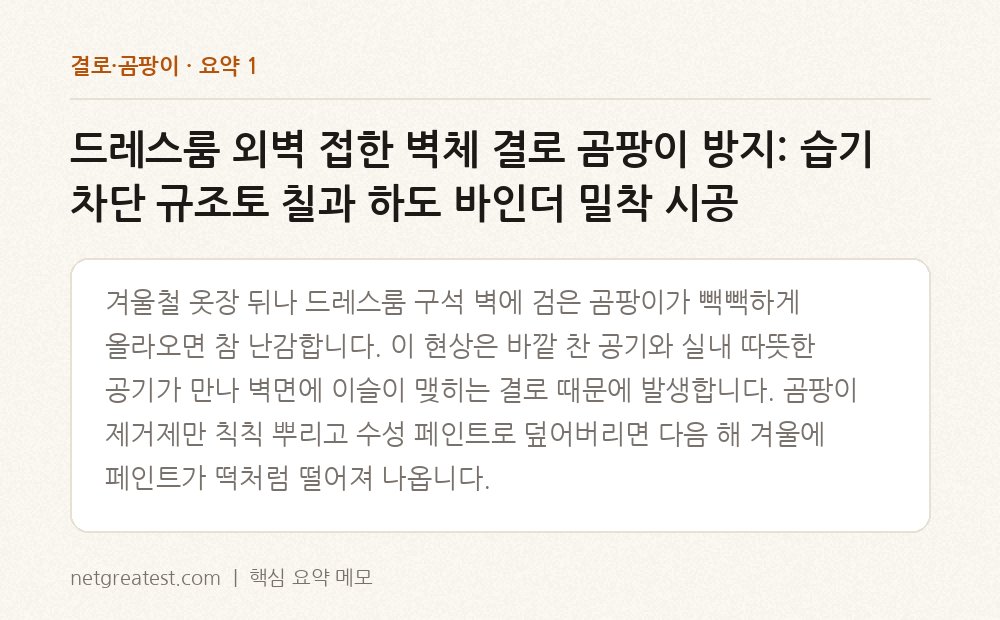 결로·곰팡이 · 요약 1
드레스룸 외벽 접한 벽체 결로 곰팡이 방지: 습기
차단 규조토 칠과 하도 바인더 밀착 시공
겨울철 옷장 뒤나 드레스룸 구석 벽에 검은 곰팡이가 빽빽하게
올라오면 참 난감합니다. 이 현상은 바깥 찬 공기와 실내 따뜻한
공기가 만나 벽면에 이슬이 맺히는 결로 때문에 발생합니다. 곰팡이
제거제만 칙칙 뿌리고 수성 페인트로 덮어버리면 다음 해 겨울에
페인트가 떡처럼 떨어져 나옵니다.
netgreatest.com | 핵심 요약 메모